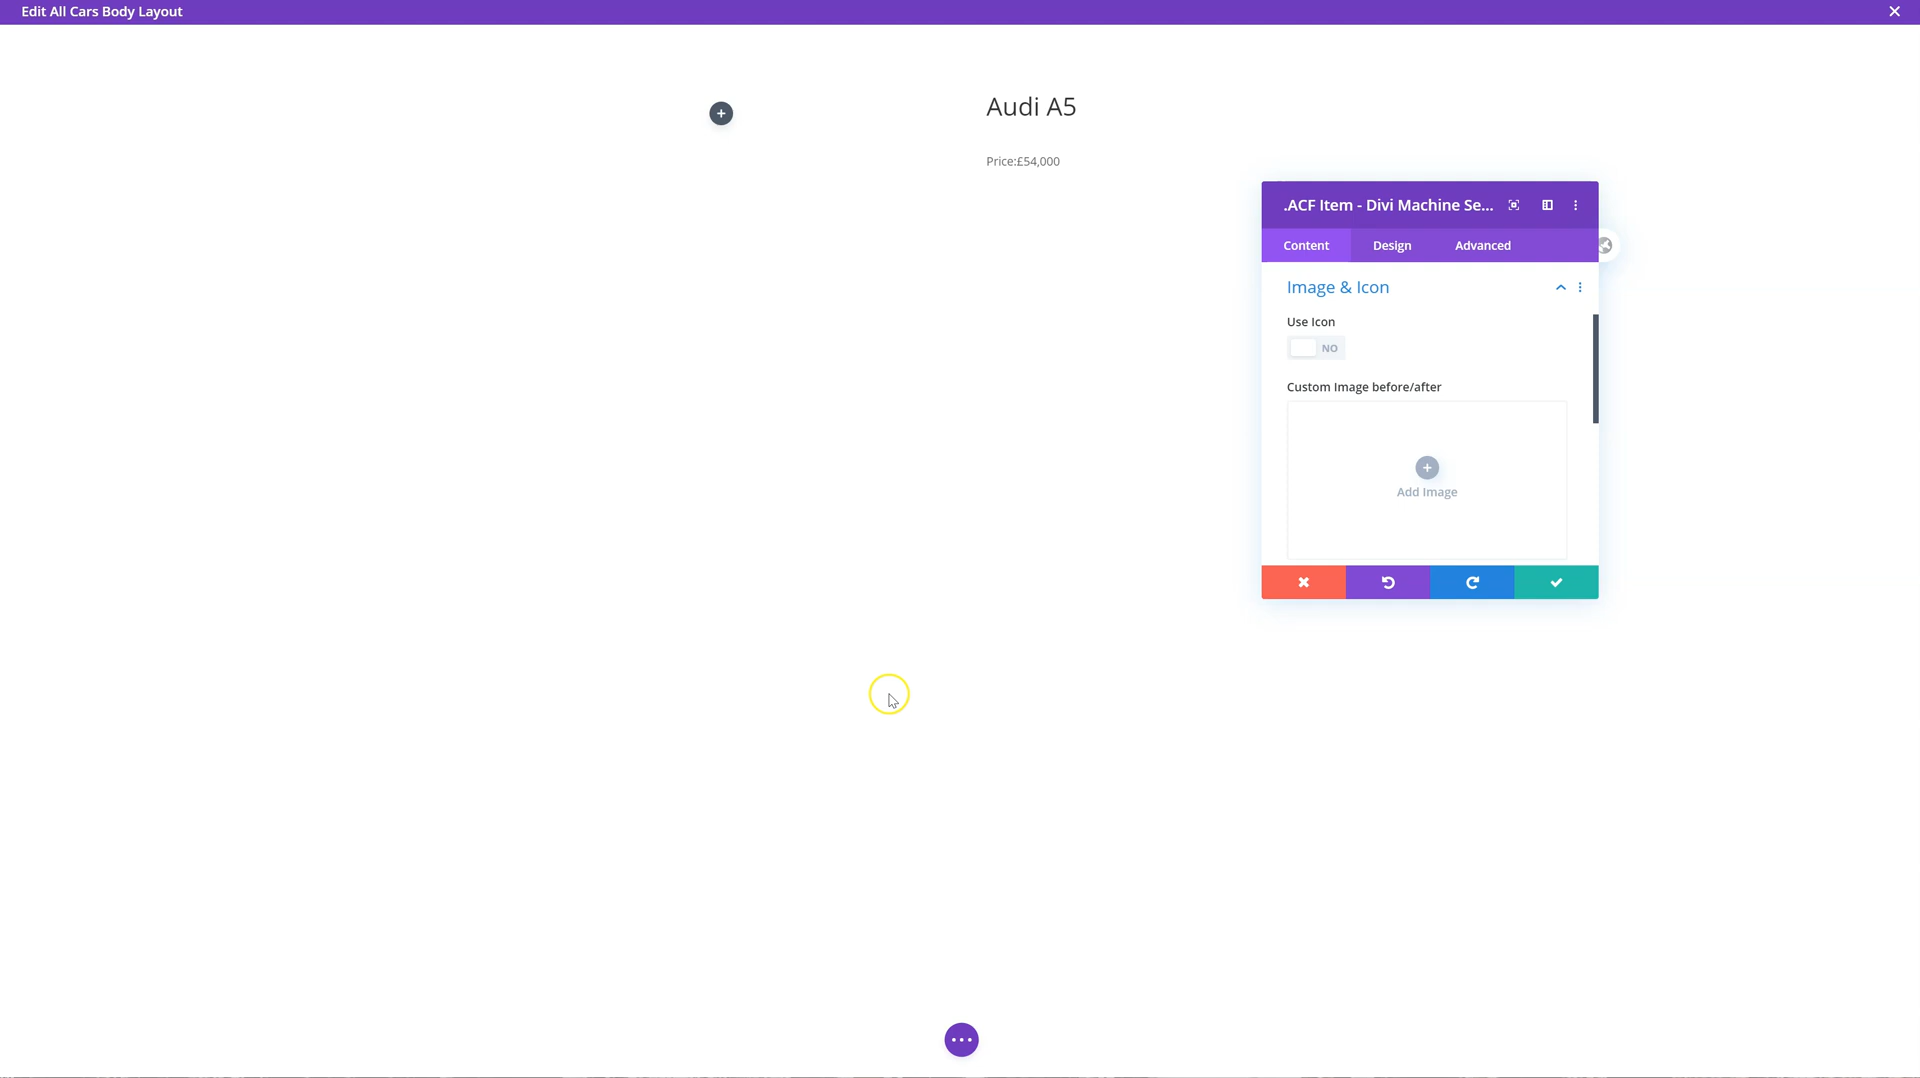 Edit All Cars Body Layout
Audi A5
Price:£54,000
.ACF Item - Divi Machine Se...
Content Design Advanced
Image & Icon
Use Icon
NO
Custom Image before/after
Add Image